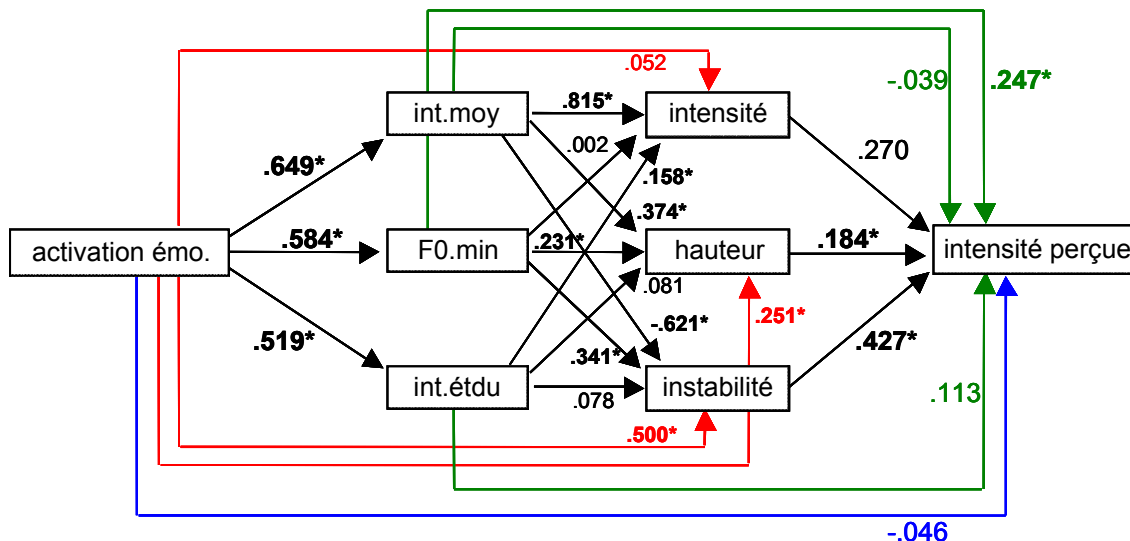 .052
-.039
.247*
int.moy
.815*
intensité
.002
.270
.649*
.158*
.374*
activation émo.
.584*
F0.min
.231*
hauteur
.184*
intensité perçue
.081
.519*
-.621*
.251*
.341*
.427*
int.étdu
.078
instabilité
.113
.500*
-.046